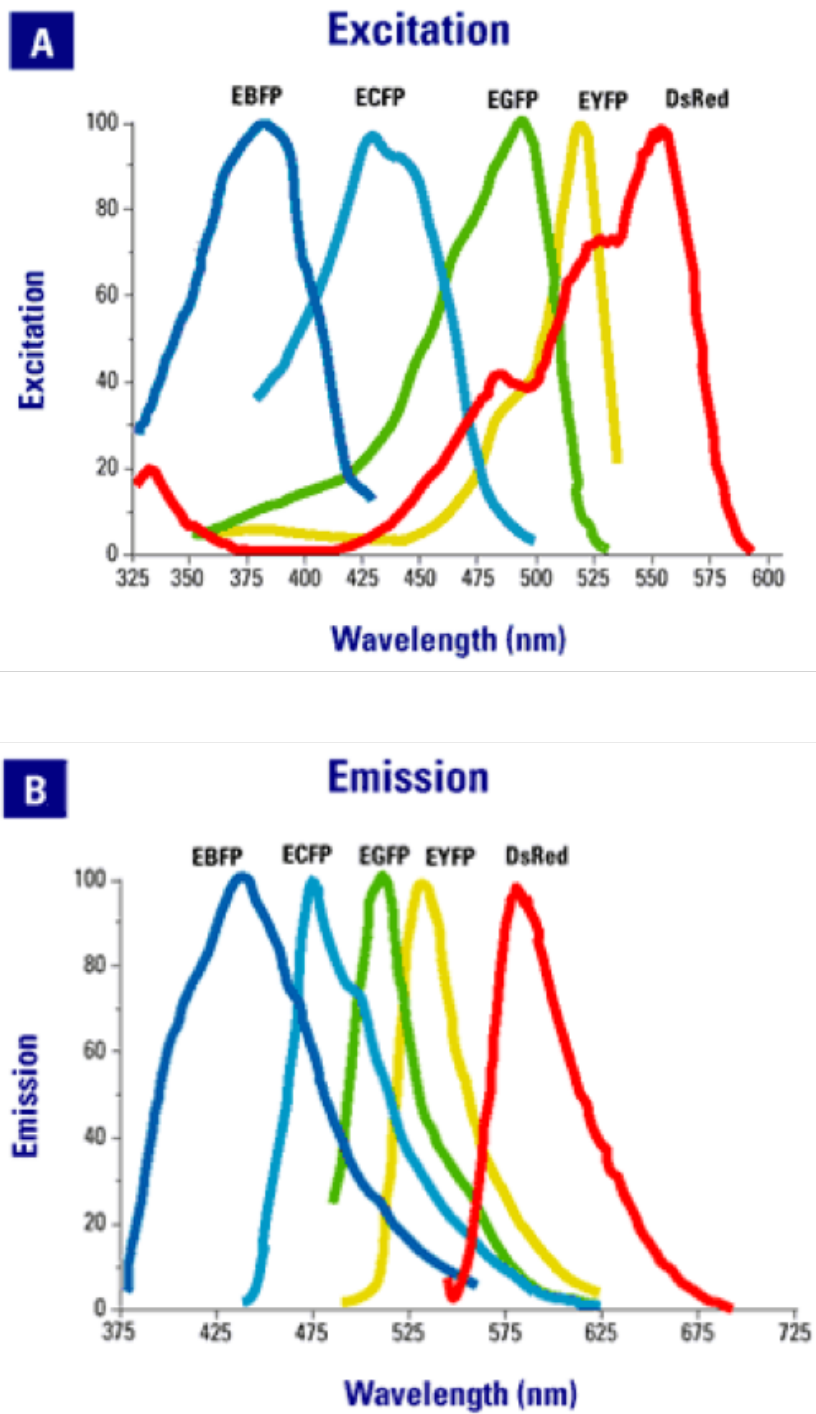 A
Excitation
EBFP ECFP EGFP EYFP DsRed
100
80
60
40
20
0
Excitation
325 350 375 400 425 450 475 500 525 550 575 600
Wavelength (nm)
B
Emission
EBFP ECFP EGFP EYFP DsRed
100
80
60
40
20
0
Emission
375 425 475 525 575 625 675 725
Wavelength (nm)